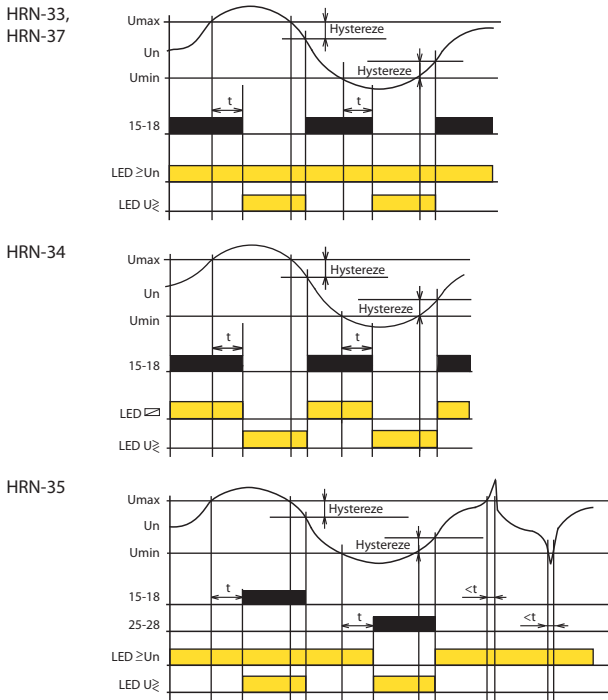 HRN-33,
HRN-37
Umax
Hystereze
Un
Hystereze
Umin
t
t
15-18
LED ≥Un
LED U≷
HRN-34
Umax
Hystereze
Un
Hystereze
Umin
t
t
15-18
LED
LED U≷
HRN-35
Umax
Hystereze
Un
Hystereze
Umin
t
<t
15-18
t
<t
25-28
LED ≥Un
LED U≷